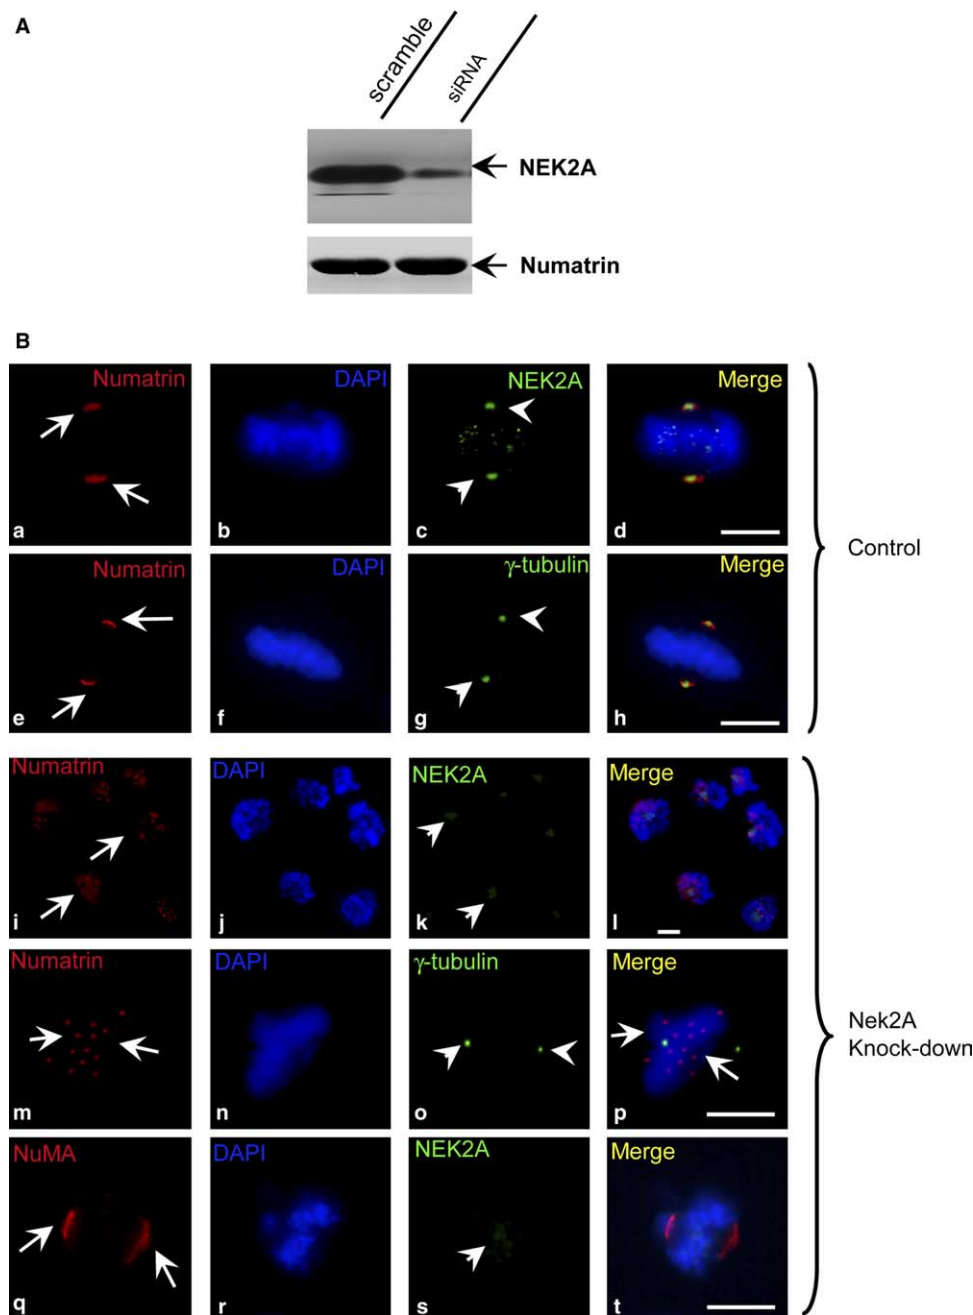 A
scramble
siRNA
NEK2A
Numatrin
B
Numatrin
DAPI
NEK2A
Merge
a
b
c
d
Numatrin
DAPI
γ-tubulin
Merge
e
f
g
h
Control
Numatrin
DAPI
NEK2A
Merge
i
j
k
l
Numatrin
DAPI
γ-tubulin
Merge
m
n
o
p
Nek2A
Knock-down
NuMA
DAPI
NEK2A
Merge
q
r
s
t